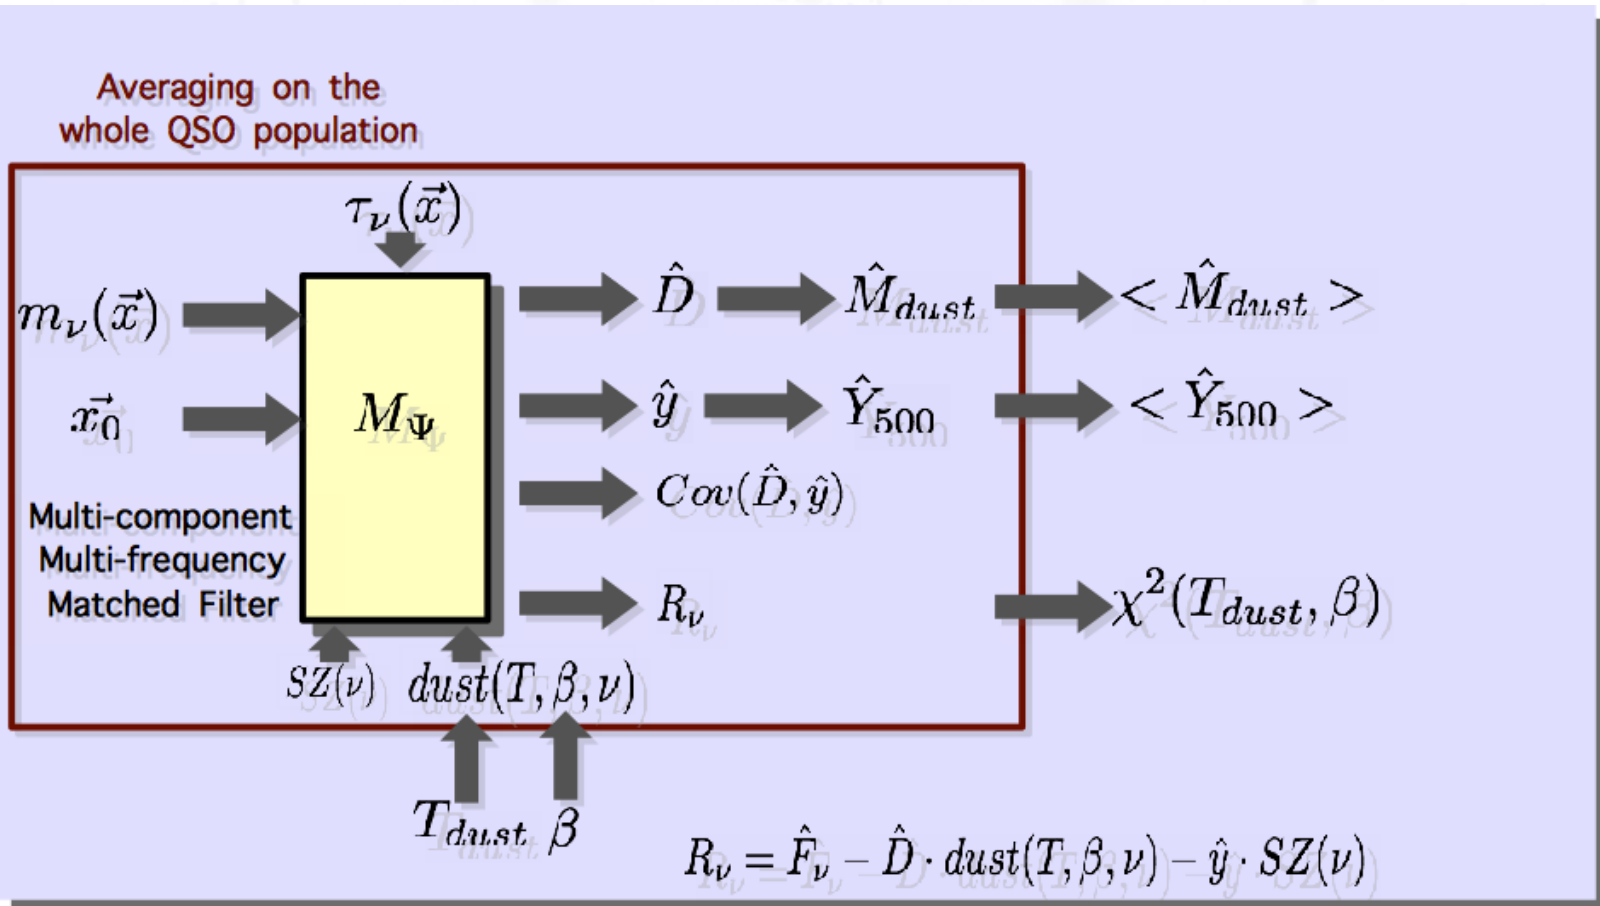 Averaging on the
whole QSO population
τ_ν(x⃗)
m_ν(x⃗)
D̂
M̂_dust
< M̂_dust >
x⃗_0
M_Ψ
ŷ
Ŷ_500
< Ŷ_500 >
Cov(D̂, ŷ)
Multi-component
Multi-frequency
Matched Filter
R_ν
χ²(T_dust, β)
SZ(ν)
dust(T, β, ν)
T_dust
β
R_ν = F̂_ν − D̂ · dust(T, β, ν) − ŷ · SZ(ν)